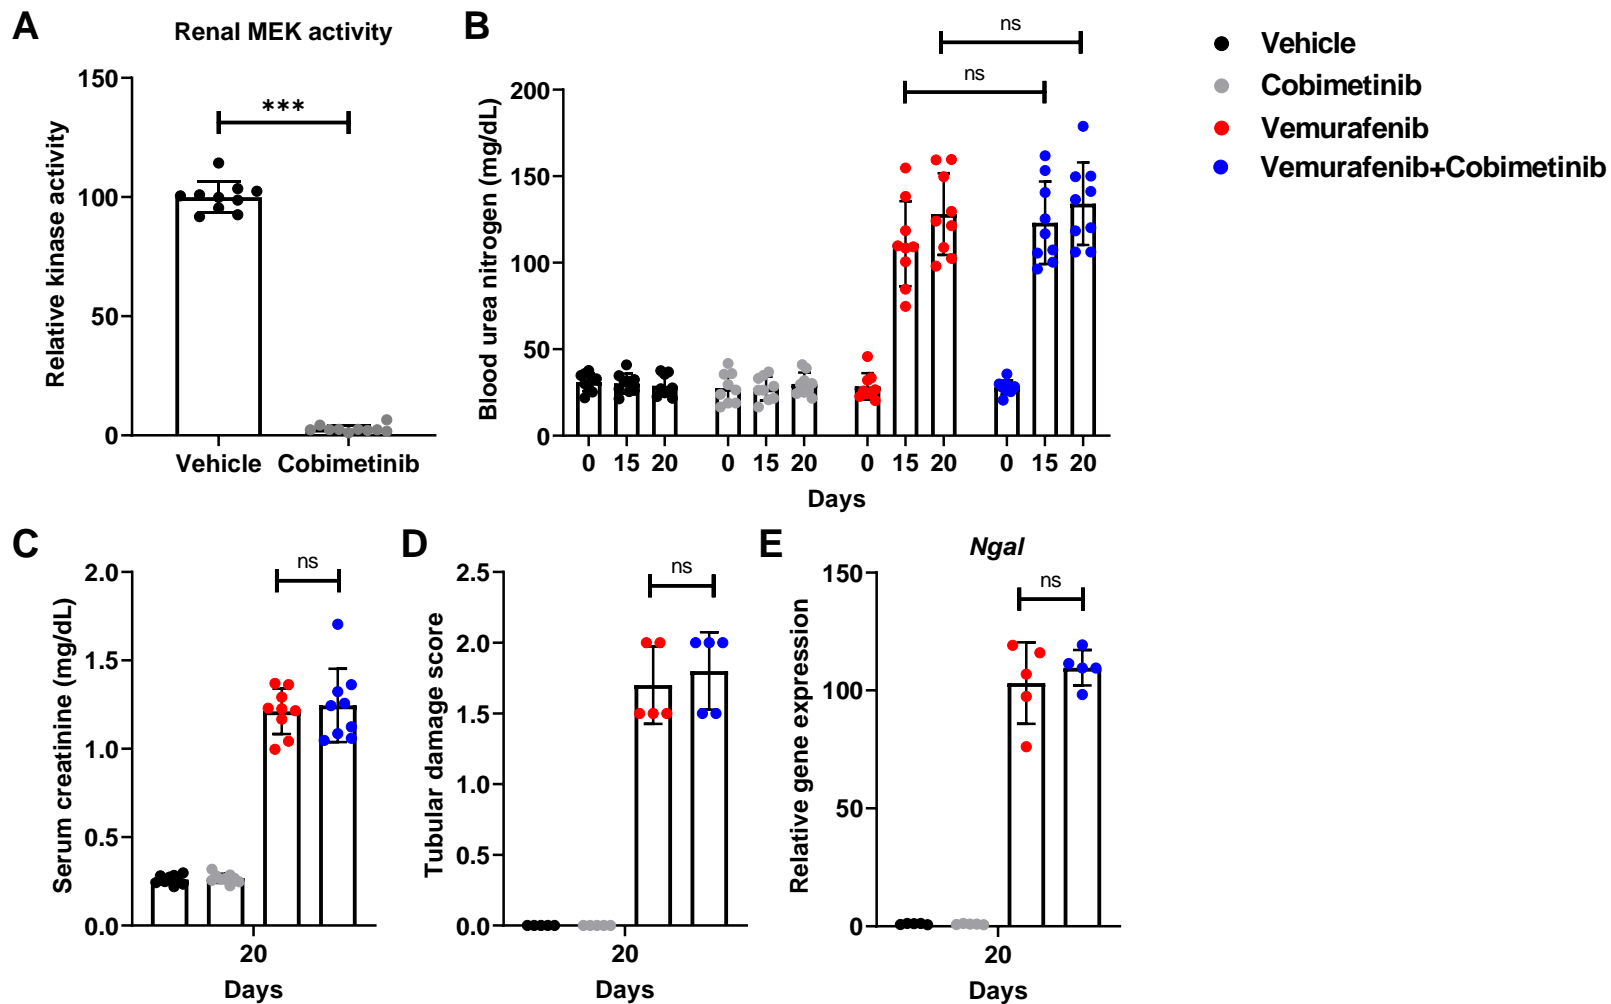 A
Renal MEK activity
Relative kinase activity
150
100
50
0
***
Vehicle Cobimetinib
B
Blood urea nitrogen (mg/dL)
200
150
100
50
0
ns
ns
0 15 20 0 15 20 0 15 20 0 15 20
Days
Vehicle
Cobimetinib
Vemurafenib
Vemurafenib+Cobimetinib
C
Serum creatinine (mg/dL)
2.0
1.5
1.0
0.5
0.0
ns
20
Days
D
Tubular damage score
2.5
2.0
1.5
1.0
0.5
0.0
ns
20
Days
E
Ngal
Relative gene expression
150
100
50
0
ns
20
Days